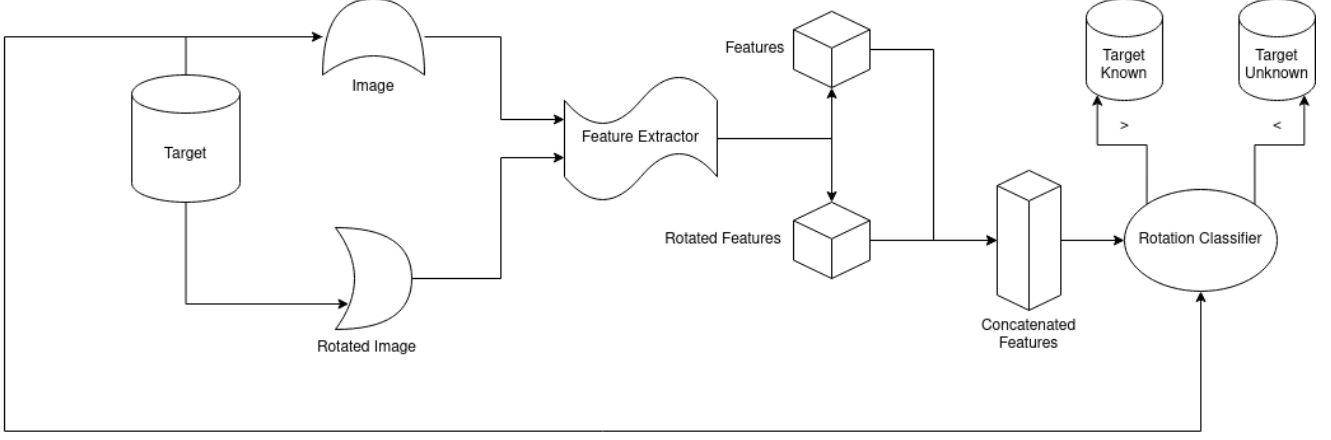 Features
Target
Known
Target
Unknown
Image
>
<
Feature Extractor
Target
Rotated Features
Rotation Classifier
Concatenated
Features
Rotated Image